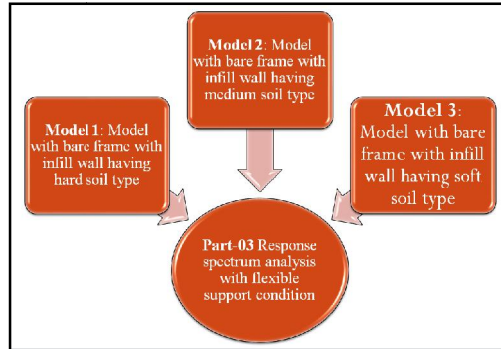 Model 2: Model
with bare frame with
infill wall having
medium soil type
Model 1: Model
with bare frame with
infill wall having
hard soil type
Model 3:
Model with bare
frame with infill
wall having soft
soil type
Part-03 Response
spectrum analysis
with flexible
support condition